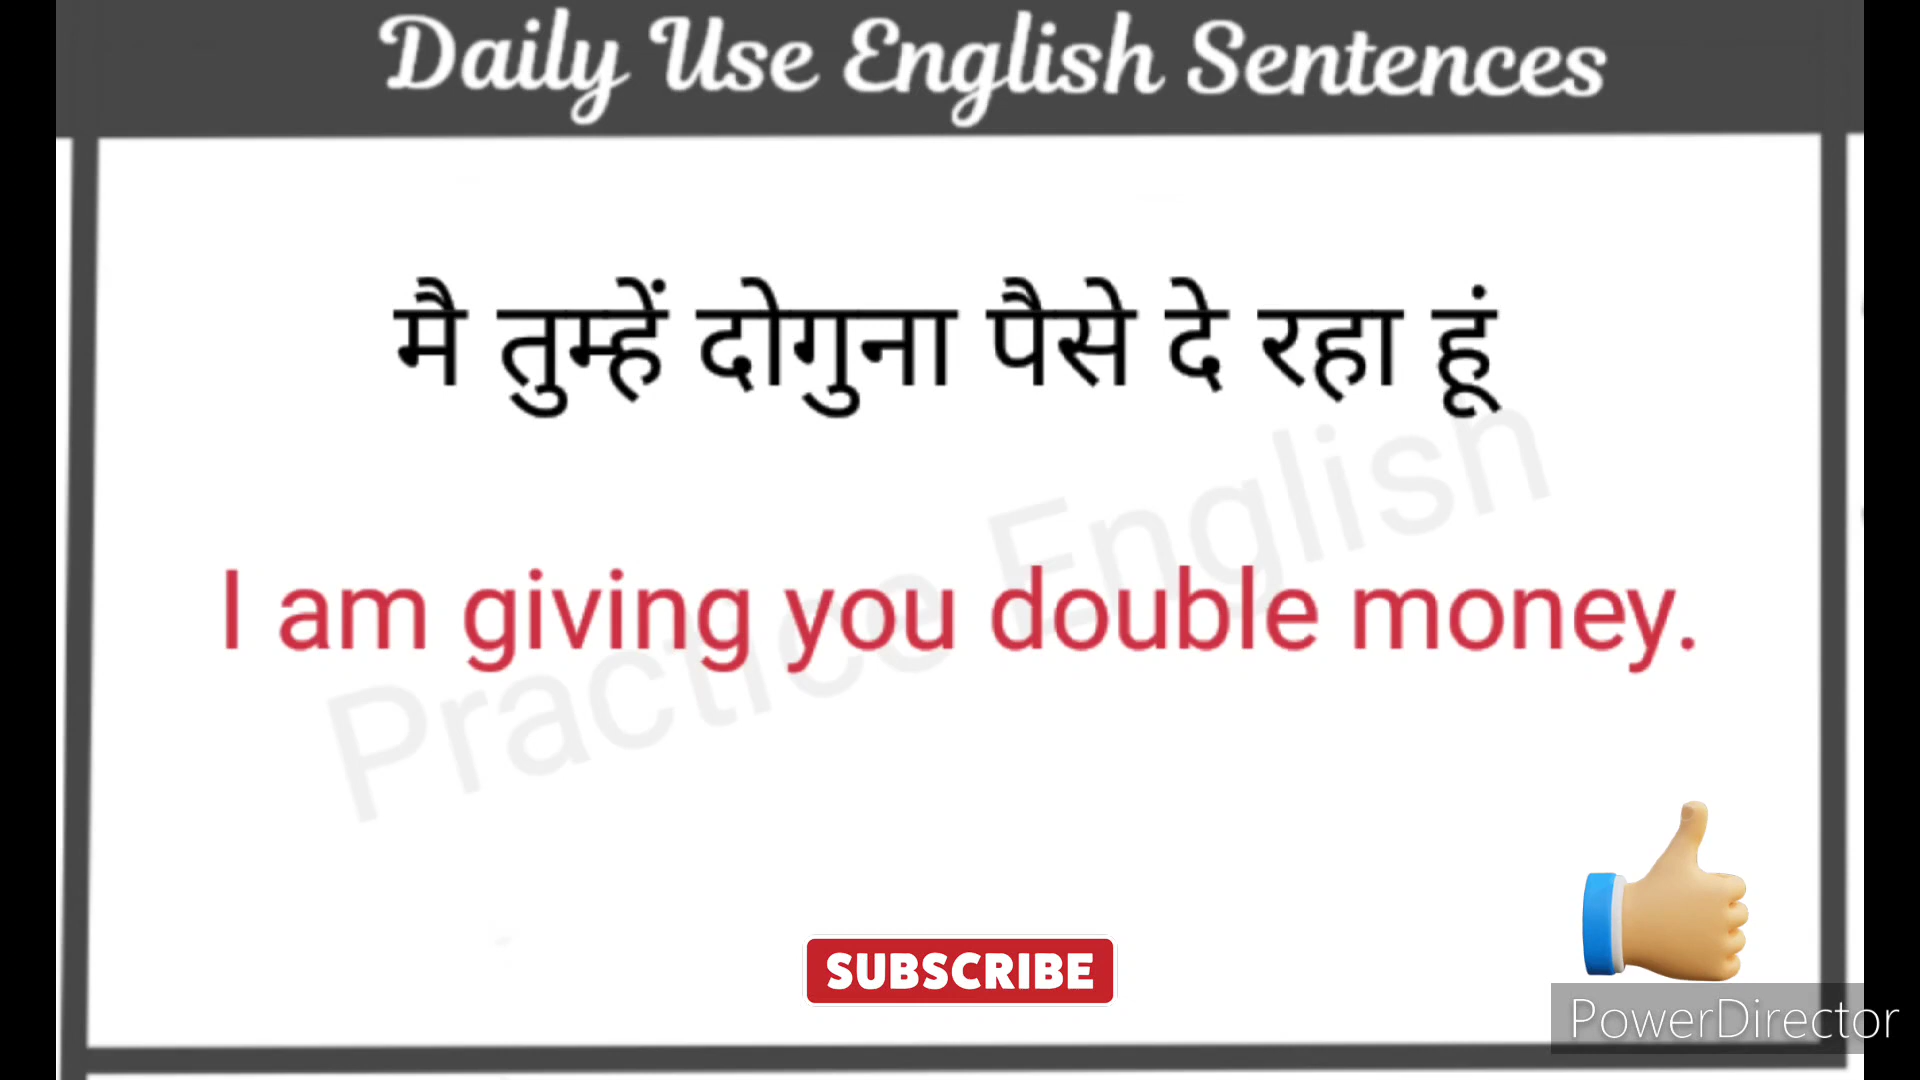 Daily Use English Sentences
मै तुम्हें दोगुना पैसे दे रहा हूं
I am giving you double money.
Practice English
SUBSCRIBE
PowerDirector